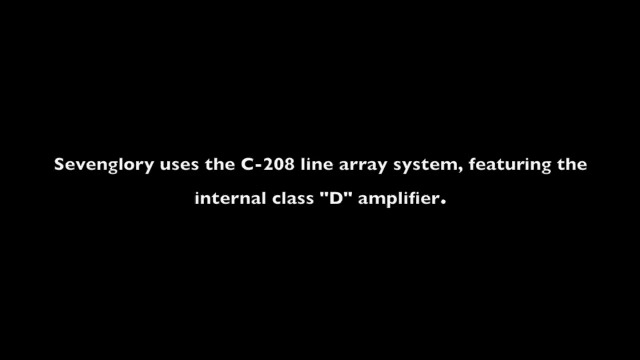 Sevenglory uses the C-208 line array system, featuring the
internal class "D" amplifier.